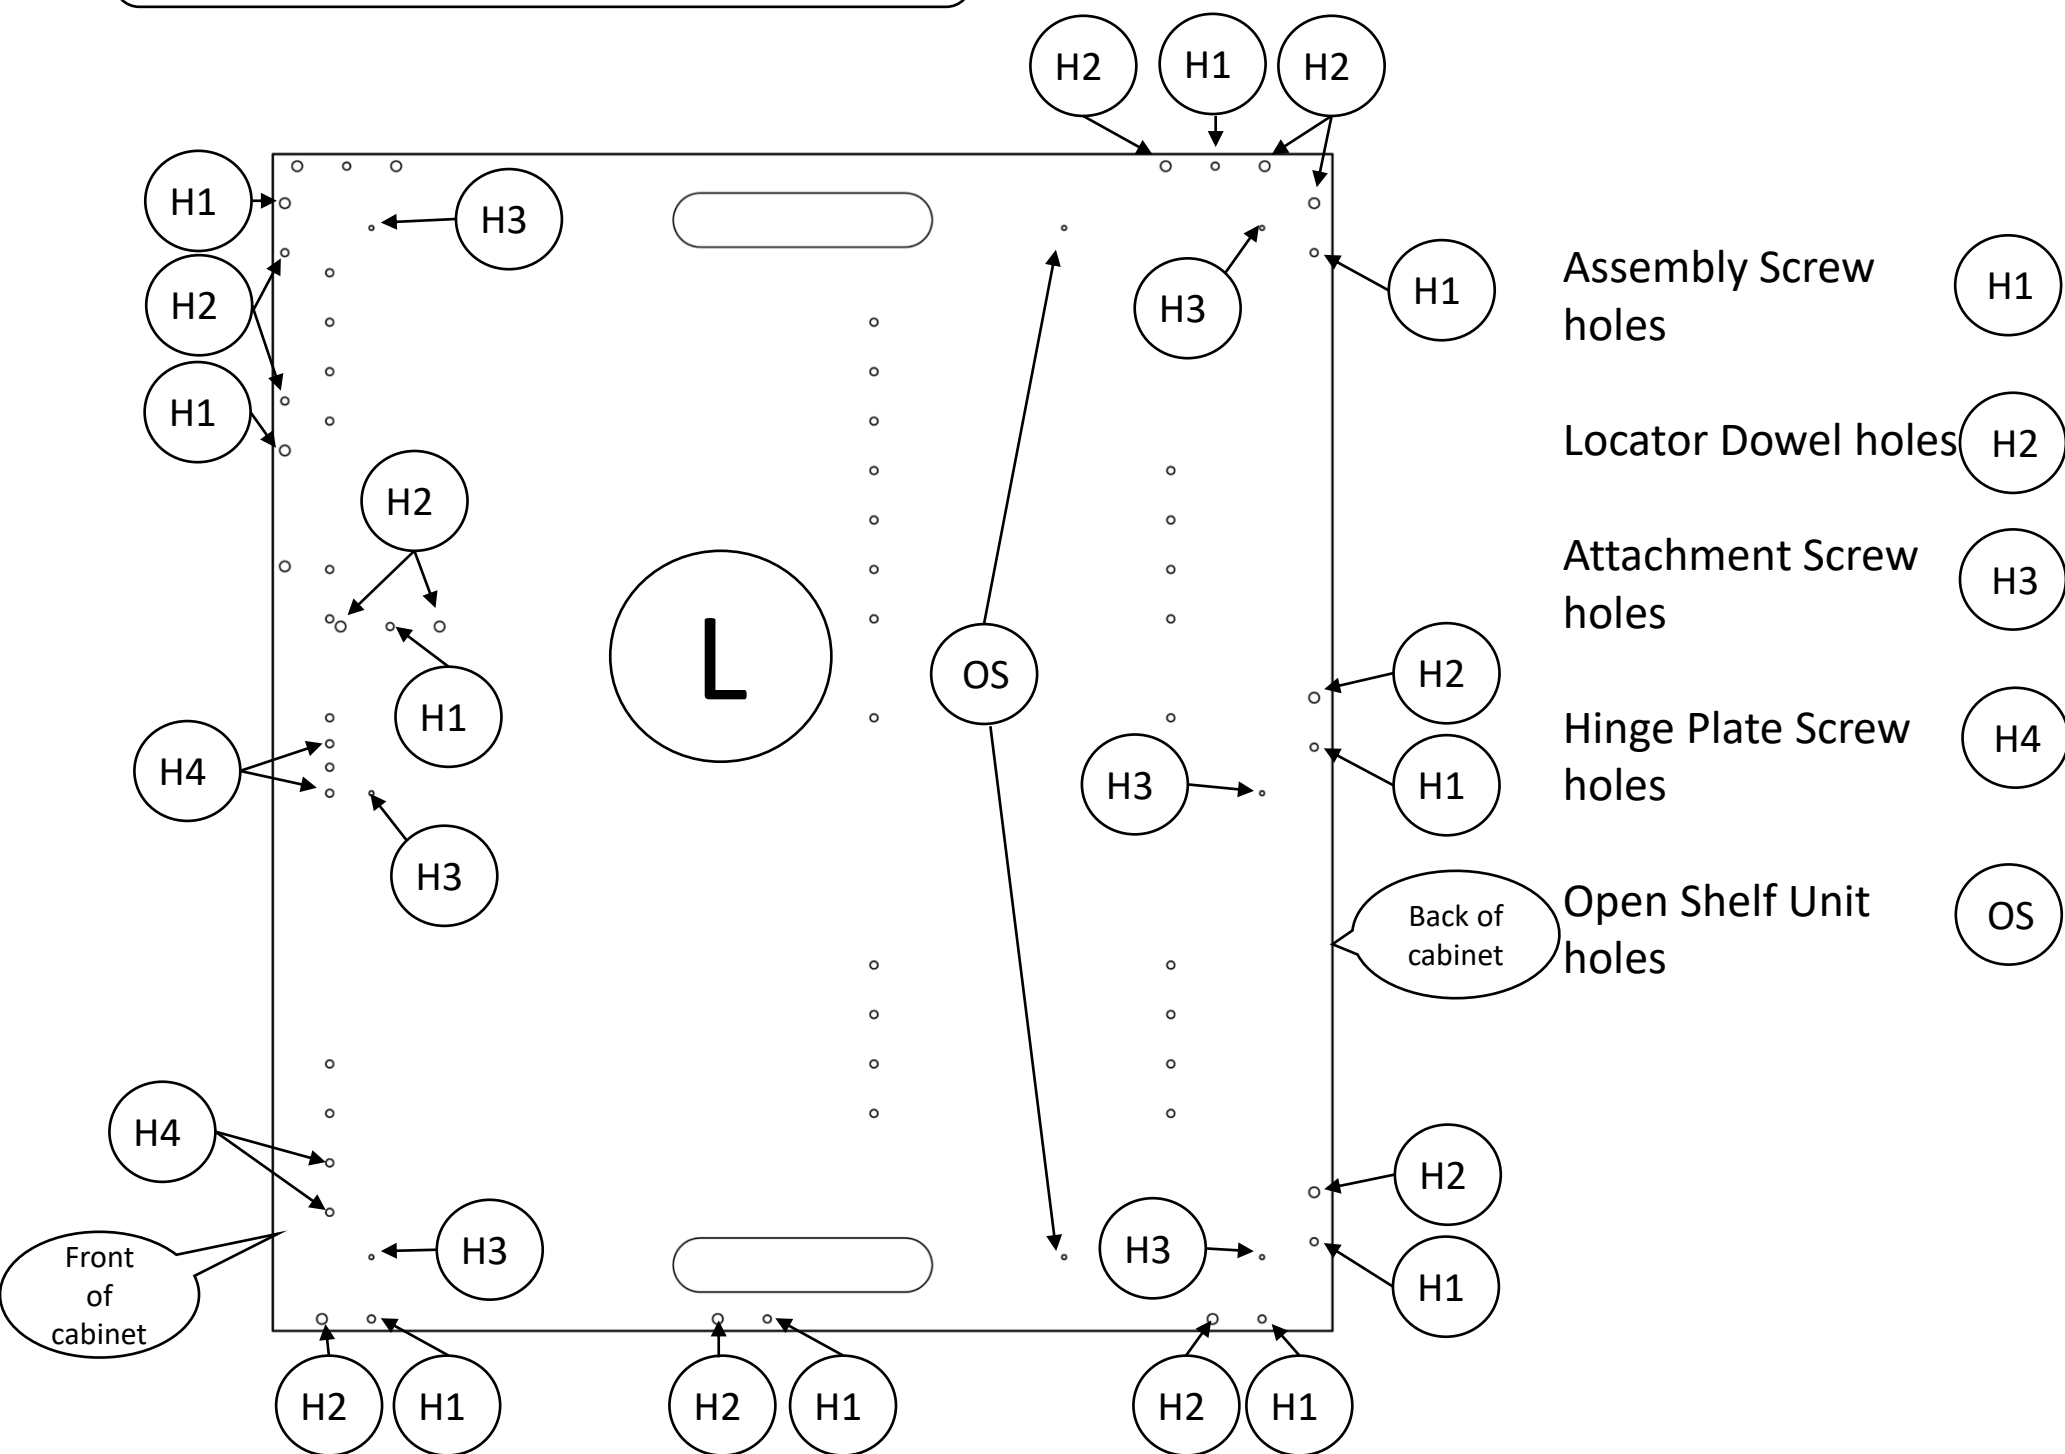 H2 H1 H2
H1
H3
H1
H3
H2
H1
H2
L
OS
H2
H1
H4
H3
H3
H2
H1
Back of
cabinet
H4
H3
H3
H2
H1
Front
of
cabinet
H2 H1 H2 H1 H2 H1
Assembly Screw
holes
H1
Locator Dowel holes H2
Attachment Screw
holes
H3
Hinge Plate Screw
holes
H4
Open Shelf Unit
holes
OS